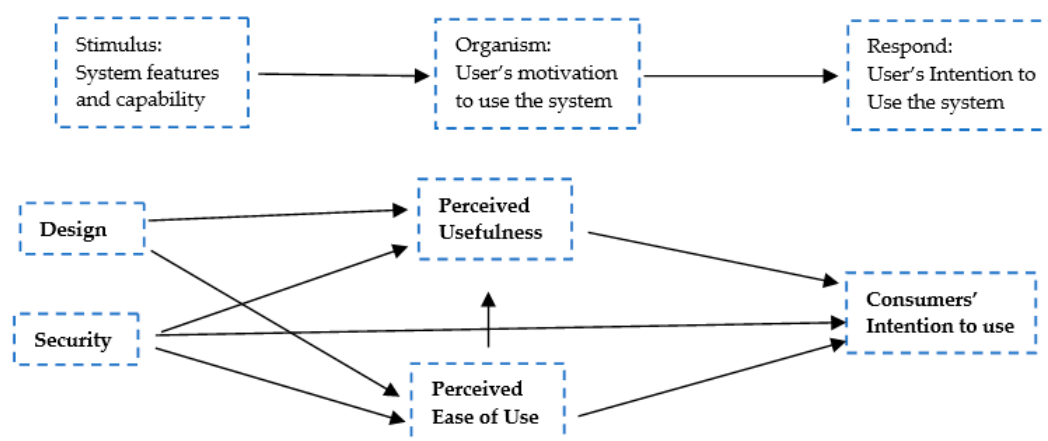 Stimulus:
System features
and capability
Organism:
User's motivation
to use the system
Respond:
User's Intention to
Use the system
Design
Security
Perceived
Usefulness
Perceived
Ease of Use
Consumers'
Intention to use